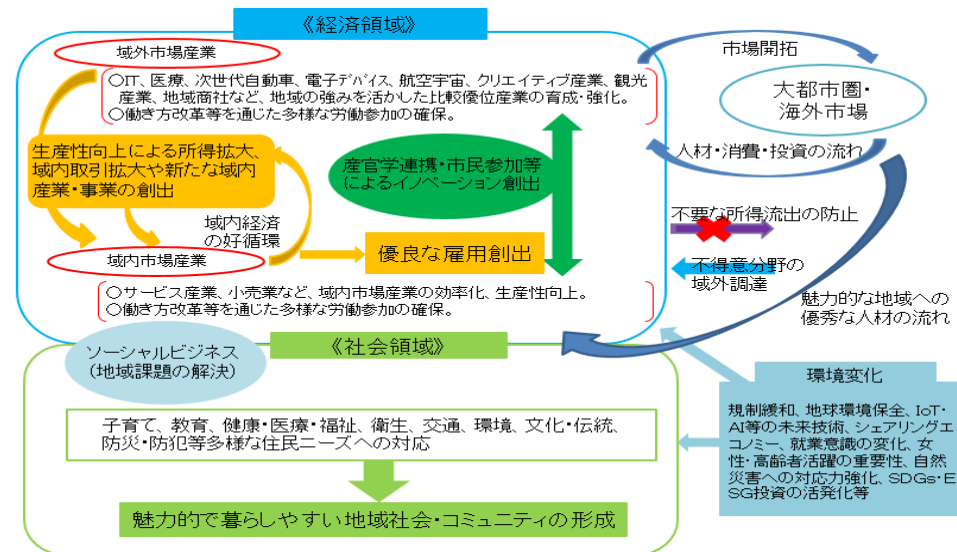 《経済領域》
域外市場産業
○IT、医療、次世代自動車、電子デバイス、航空宇宙、クリエイティブ産業、観光
産業、地域商社など、地域の強みを活かした比較優位産業の育成・強化。
○働き方改革等を通じた多様な労働参加の確保。
市場開拓
大都市圏・
海外市場
人材・消費・投資の流れ
生産性向上による所得拡大、
域内取引拡大や新たな域内
産業・事業の創出
産官学連携・市民参加等
によるイノベーション創出
域内経済
の好循環
不要な所得流出の防止
域内市場産業
優良な雇用創出
不得意分野の
域外調達
○サービス産業、小売業など、域内市場産業の効率化、生産性向上。
○働き方改革等を通じた多様な労働参加の確保。
魅力的な地域への
優秀な人材の流れ
ソーシャルビジネス
(地域課題の解決)
《社会領域》
環境変化
規制緩和、地球環境保全、IoT・
AI等の未来技術、シェアリングエ
コノミー、就業意識の変化、女
性・高齢者活躍の重要性、自然
災害への対応力強化、SDGs・E
SG投資の活発化等
子育て、教育、健康・医療・福祉、衛生、交通、環境、文化・伝統、
防災・防犯等多様な住民ニーズへの対応
魅力的で暮らしやすい地域社会・コミュニティの形成